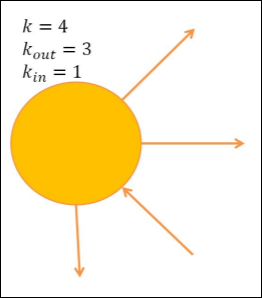 k = 4
k_out = 3
k_in = 1